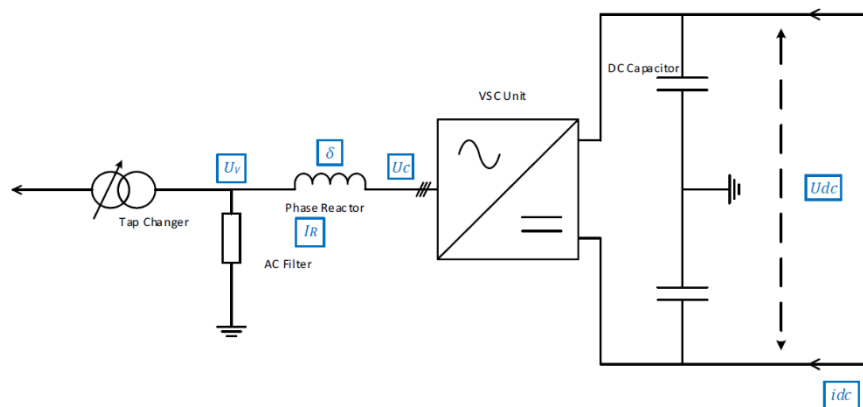 DC Capacitor
VSC Unit
δ
Uv
Uc
Udc
Phase Reactor
Tap Changer
IR
AC Filter
idc